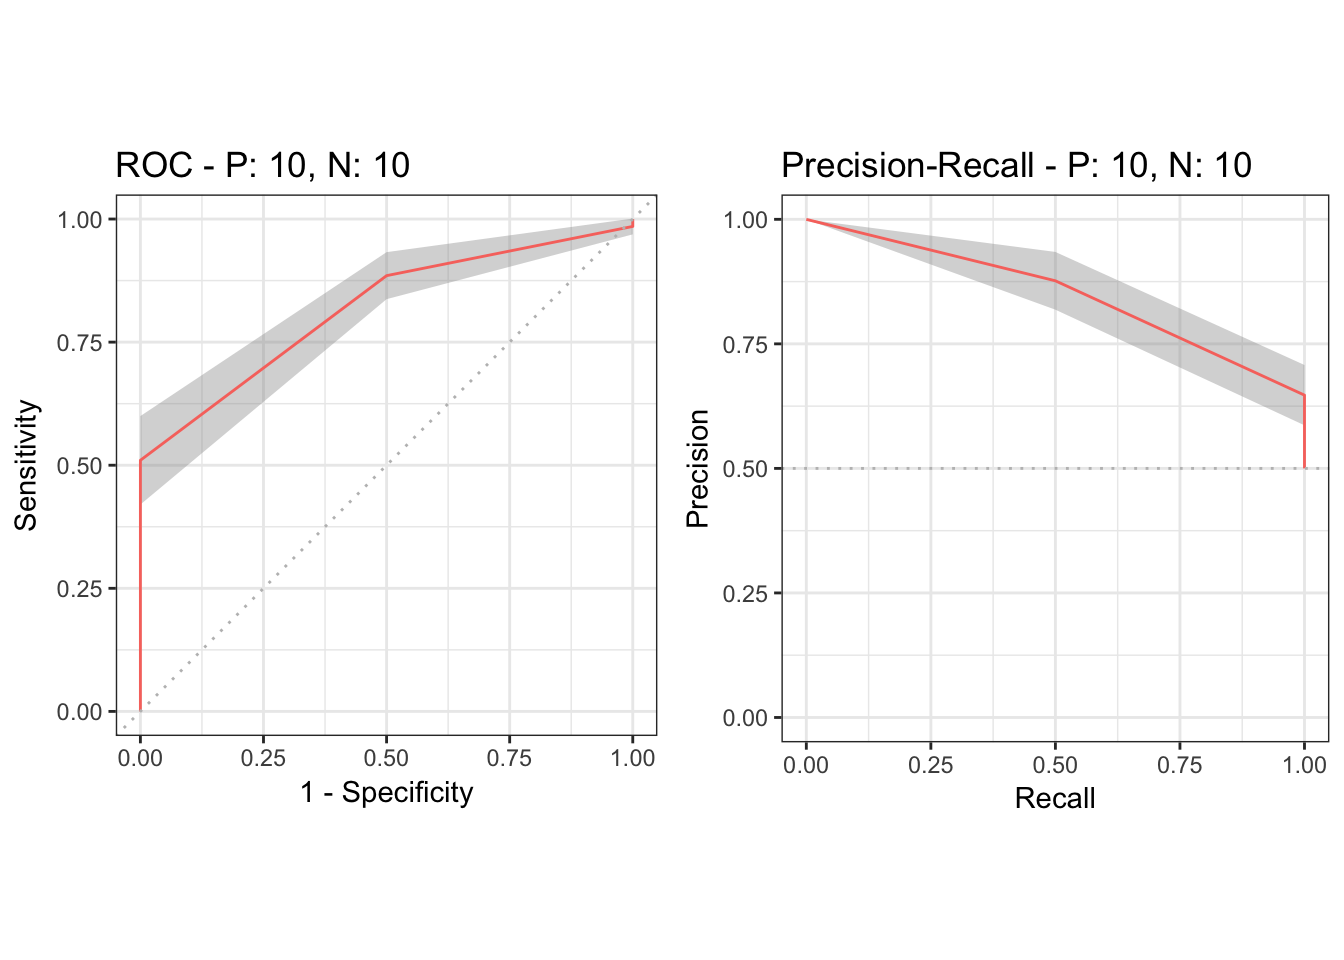 ROC - P: 10, N: 10
1.00
0.75
0.50
0.25
0.00
Sensitivity
0.00 0.25 0.50 0.75 1.00
1 - Specificity
Precision-Recall - P: 10, N: 10
1.00
0.75
0.50
0.25
0.00
Precision
0.00 0.25 0.50 0.75 1.00
Recall